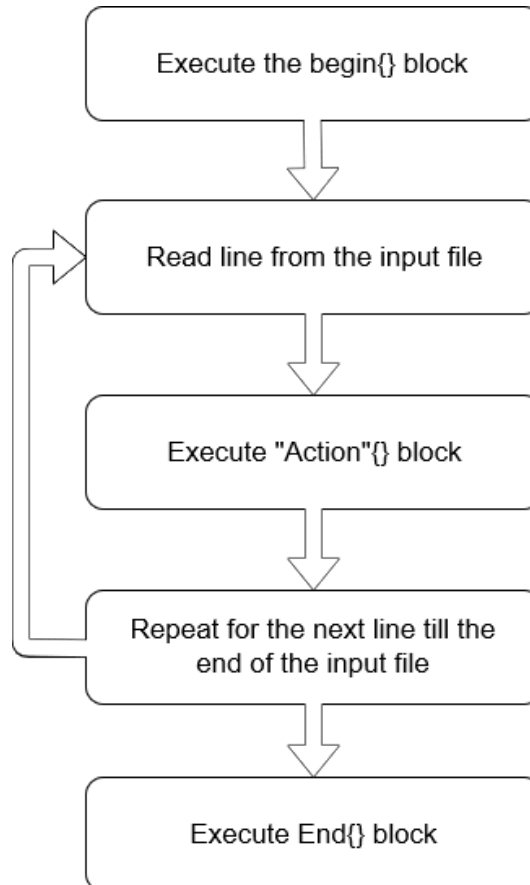 Execute the begin{} block
Read line from the input file
Execute "Action"{} block
Repeat for the next line till the
end of the input file
Execute End{} block